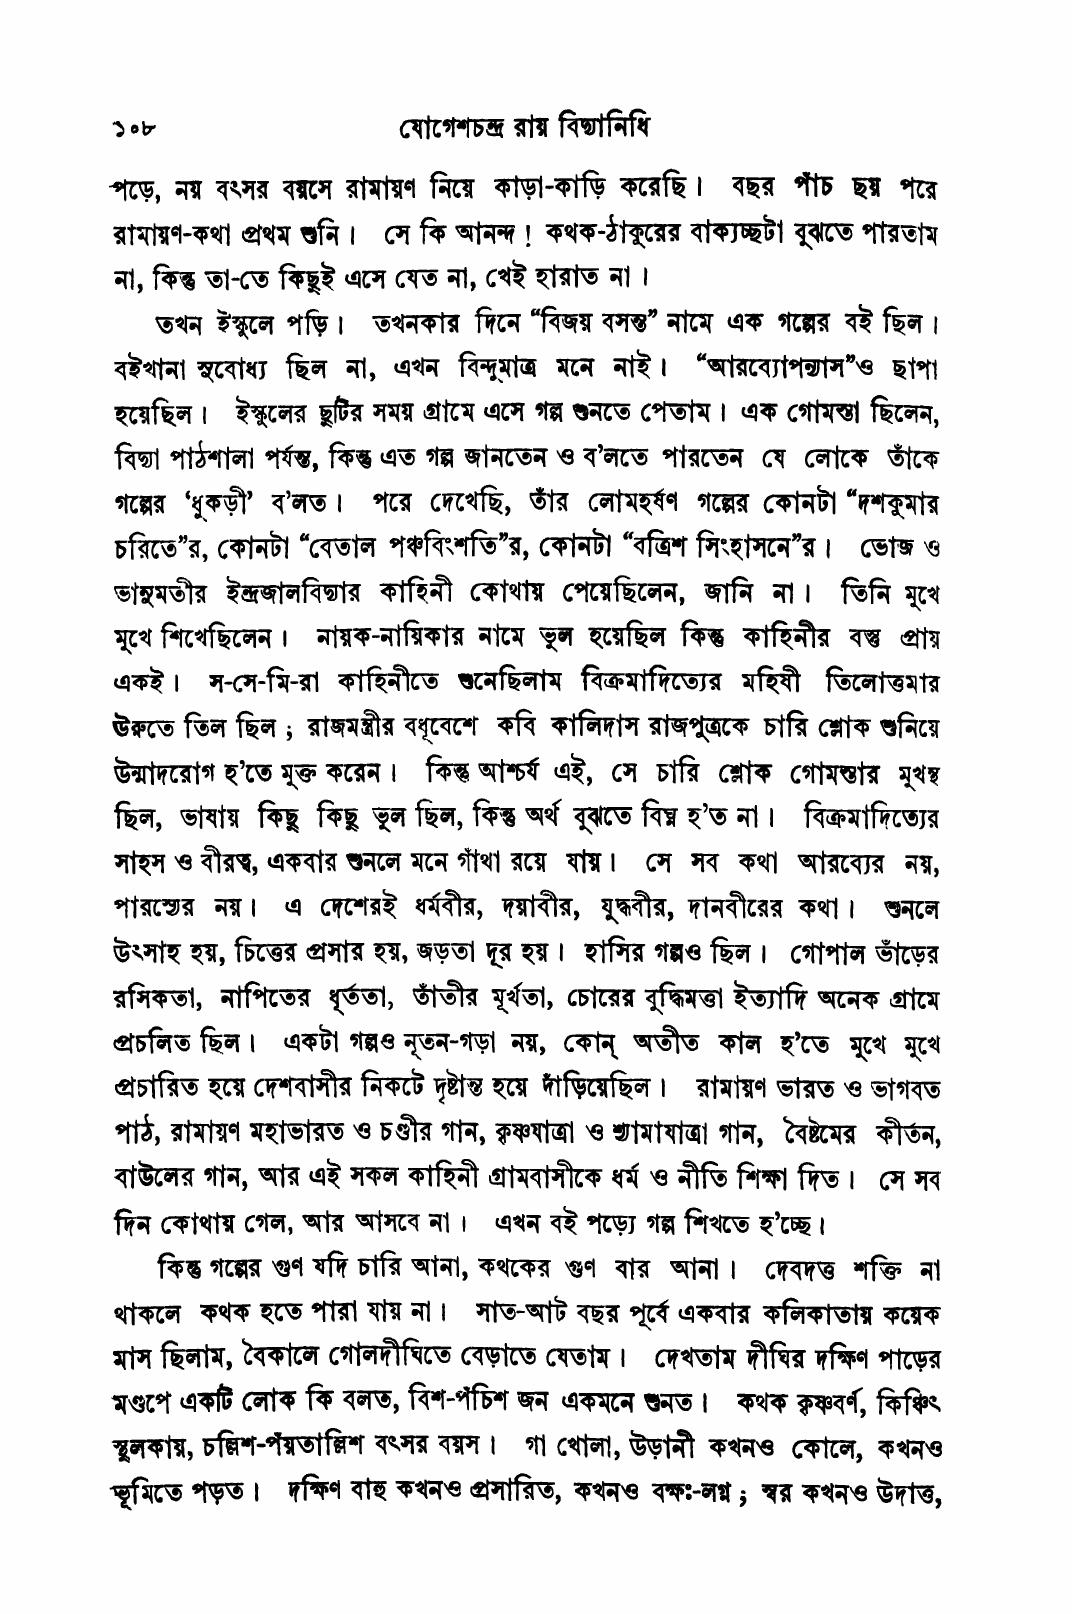 ১০৮ যোগেশচন্দ্র রায় বিদ্যানিধি
পড়ে, নয় বৎসর বয়সে রামায়ণ নিয়ে কাড়া-কাড়ি করেছি। বছর পাঁচ ছয় পরে
রামায়ণ-কথা প্রথম শুনি। সে কি আনন্দ! কথক-ঠাকুরের বাক্যচ্ছটা বুঝতে পারতাম
না, কিন্তু তা-তে কিছুই এসে যেত না, খেই হারাত না।
তখন ইস্কুলে পড়ি। তখনকার দিনে “বিজয় বসন্ত” নামে এক গল্পের বই ছিল।
বইখানা সুবোধ্য ছিল না, এখন বিন্দুমাত্র মনে নাই। “আরব্যোপন্যাস”ও ছাপা
হয়েছিল। ইস্কুলের ছুটির সময় গ্রামে এসে গল্প শুনতে পেতাম। এক গোমস্তা ছিলেন,
বিদ্যা পাঠশালা পর্যন্ত, কিন্তু এত গল্প জানতেন ও ব’লতে পারতেন যে লোকে তাঁকে
গল্পের ‘ধুকড়ী’ ব’লত। পরে দেখেছি, তাঁর লোমহর্ষণ গল্পের কোনটা “দশকুমার
চরিতে”র, কোনটা “বেতাল পঞ্চবিংশতি”র, কোনটা “বত্রিশ সিংহাসনে”র। ভোজ ও
ভানুমতীর ইন্দ্রজালবিদ্যার কাহিনী কোথায় পেয়েছিলেন, জানি না। তিনি মুখে
মুখে শিখেছিলেন। নায়ক-নায়িকার নামে ভুল হয়েছিল কিন্তু কাহিনীর বস্তু প্রায়
একই। স-সে-মি-রা কাহিনীতে শুনেছিলাম বিক্রমাদিত্যের মহিষী তিলোত্তমার
ঊরুতে তিল ছিল; রাজমন্ত্রীর বধূবেশে কবি কালিদাস রাজপুত্রকে চারি শ্লোক শুনিয়ে
উন্মাদরোগ হ’তে মুক্ত করেন। কিন্তু আশ্চর্য এই, সে চারি শ্লোক গোমস্তার মুখস্থ
ছিল, ভাষায় কিছু কিছু ভুল ছিল, কিন্তু অর্থ বুঝতে বিঘ্ন হ’ত না। বিক্রমাদিত্যের
সাহস ও বীরত্ব, একবার শুনলে মনে গাঁথা রয়ে যায়। সে সব কথা আরব্যের নয়,
পারস্যের নয়। এ দেশেরই ধর্মবীর, দয়াবীর, যুদ্ধবীর, দানবীরের কথা। শুনলে
উৎসাহ হয়, চিত্তের প্রসার হয়, জড়তা দূর হয়। হাসির গল্পও ছিল। গোপাল ভাঁড়ের
রসিকতা, নাপিতের ধূর্ততা, তাঁতীর মূর্খতা, চোরের বুদ্ধিমত্তা ইত্যাদি অনেক গ্রামে
প্রচলিত ছিল। একটা গল্পও নূতন-গড়া নয়, কোন্ অতীত কাল হ’তে মুখে মুখে
প্রচারিত হয়ে দেশবাসীর নিকটে দৃষ্টান্ত হয়ে দাঁড়িয়েছিল। রামায়ণ ভারত ও ভাগবত
পাঠ, রামায়ণ মহাভারত ও চণ্ডীর গান, কৃষ্ণযাত্রা ও শ্যামাযাত্রা গান, বৈষ্টমের কীর্তন,
বাউলের গান, আর এই সকল কাহিনী গ্রামবাসীকে ধর্ম ও নীতি শিক্ষা দিত। সে সব
দিন কোথায় গেল, আর আসবে না। এখন বই পড়্যে গল্প শিখতে হ’চ্ছে।
কিন্তু গল্পের গুণ যদি চারি আনা, কথকের গুণ বার আনা। দেবদত্ত শক্তি না
থাকলে কথক হতে পারা যায় না। সাত-আট বছর পূর্বে একবার কলিকাতায় কয়েক
মাস ছিলাম, বৈকালে গোলদীঘিতে বেড়াতে যেতাম। দেখতাম দীঘির দক্ষিণ পাড়ের
মণ্ডপে একটি লোক কি বলত, বিশ-পঁচিশ জন একমনে শুনত। কথক কৃষ্ণবর্ণ, কিঞ্চিৎ
স্থূলকায়, চল্লিশ-পঁয়তাল্লিশ বৎসর বয়স। গা খোলা, উড়ানী কখনও কোলে, কখনও
ভূমিতে পড়ত। দক্ষিণ বাহু কখনও প্রসারিত, কখনও বক্ষঃ-লগ্ন; স্বর কখনও উদাত্ত,